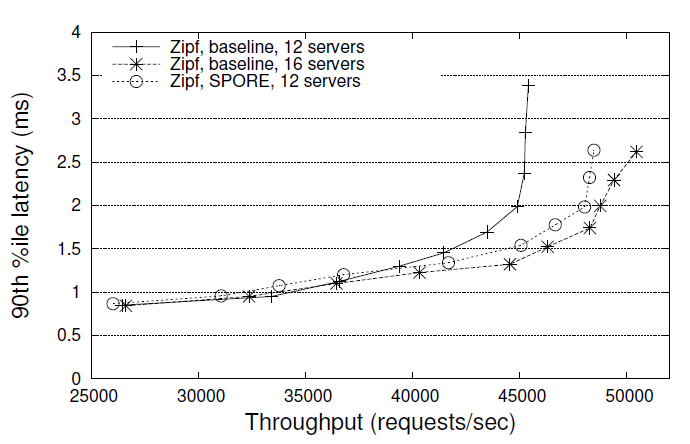 4
3.5
3
2.5
2
1.5
1
0.5
0
90th %ile latency (ms)
Zipf, baseline, 12 servers
Zipf, baseline, 16 servers
Zipf, SPORE, 12 servers
25000 30000 35000 40000 45000 50000
Throughput (requests/sec)